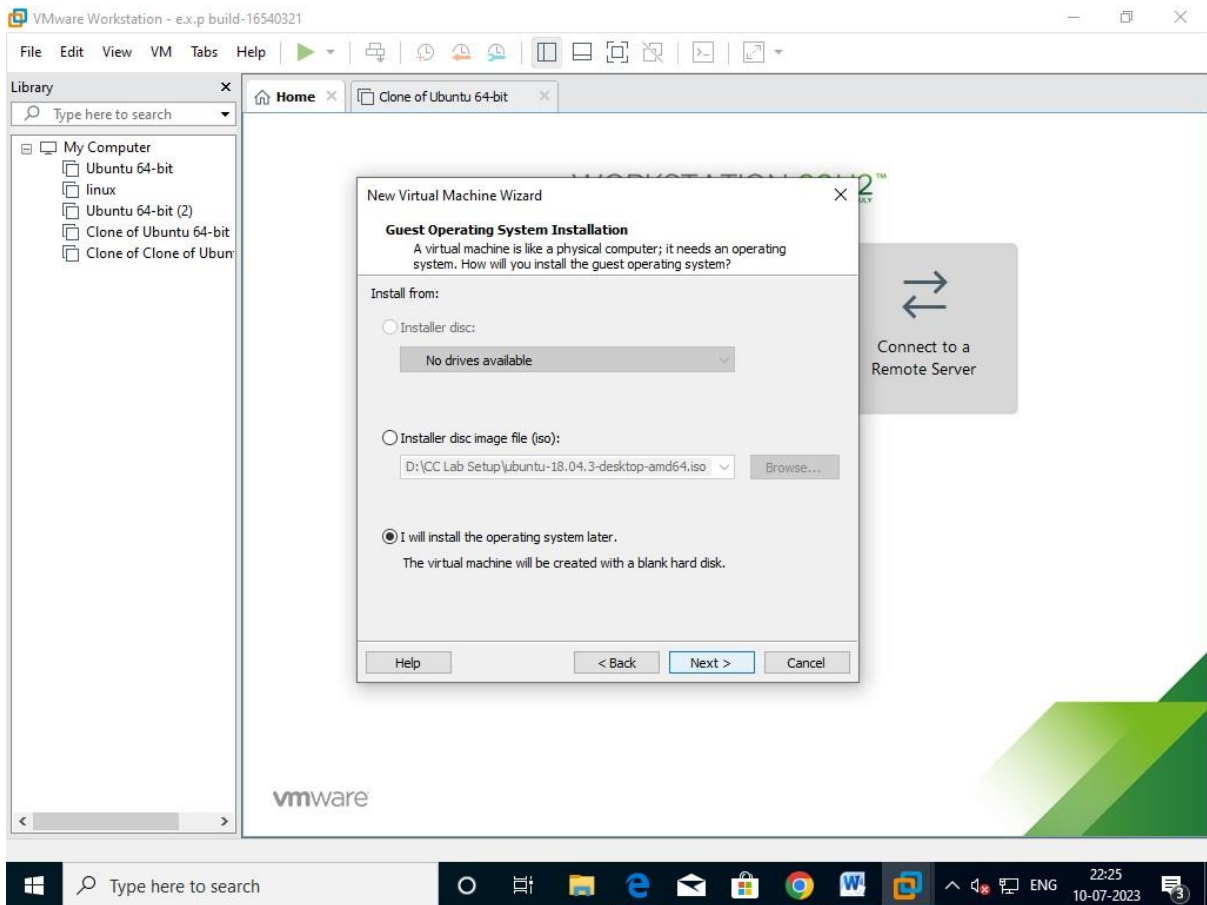 VMware Workstation - e.x.p build-16540321
File Edit View VM Tabs Help
Library
Type here to search
My Computer
Ubuntu 64-bit
linux
Ubuntu 64-bit (2)
Clone of Ubuntu 64-bit
Clone of Clone of Ubun
Home
Clone of Ubuntu 64-bit
New Virtual Machine Wizard
Guest Operating System Installation
A virtual machine is like a physical computer; it needs an operating
system. How will you install the guest operating system?
Install from:
Installer disc:
No drives available
Installer disc image file (iso):
D:\CC Lab Setup\ubuntu-18.04.3-desktop-amd64.iso
Browse...
I will install the operating system later.
The virtual machine will be created with a blank hard disk.
Help < Back Next > Cancel
Connect to a
Remote Server
vmware
Type here to search
ENG
22:25
10-07-2023
3